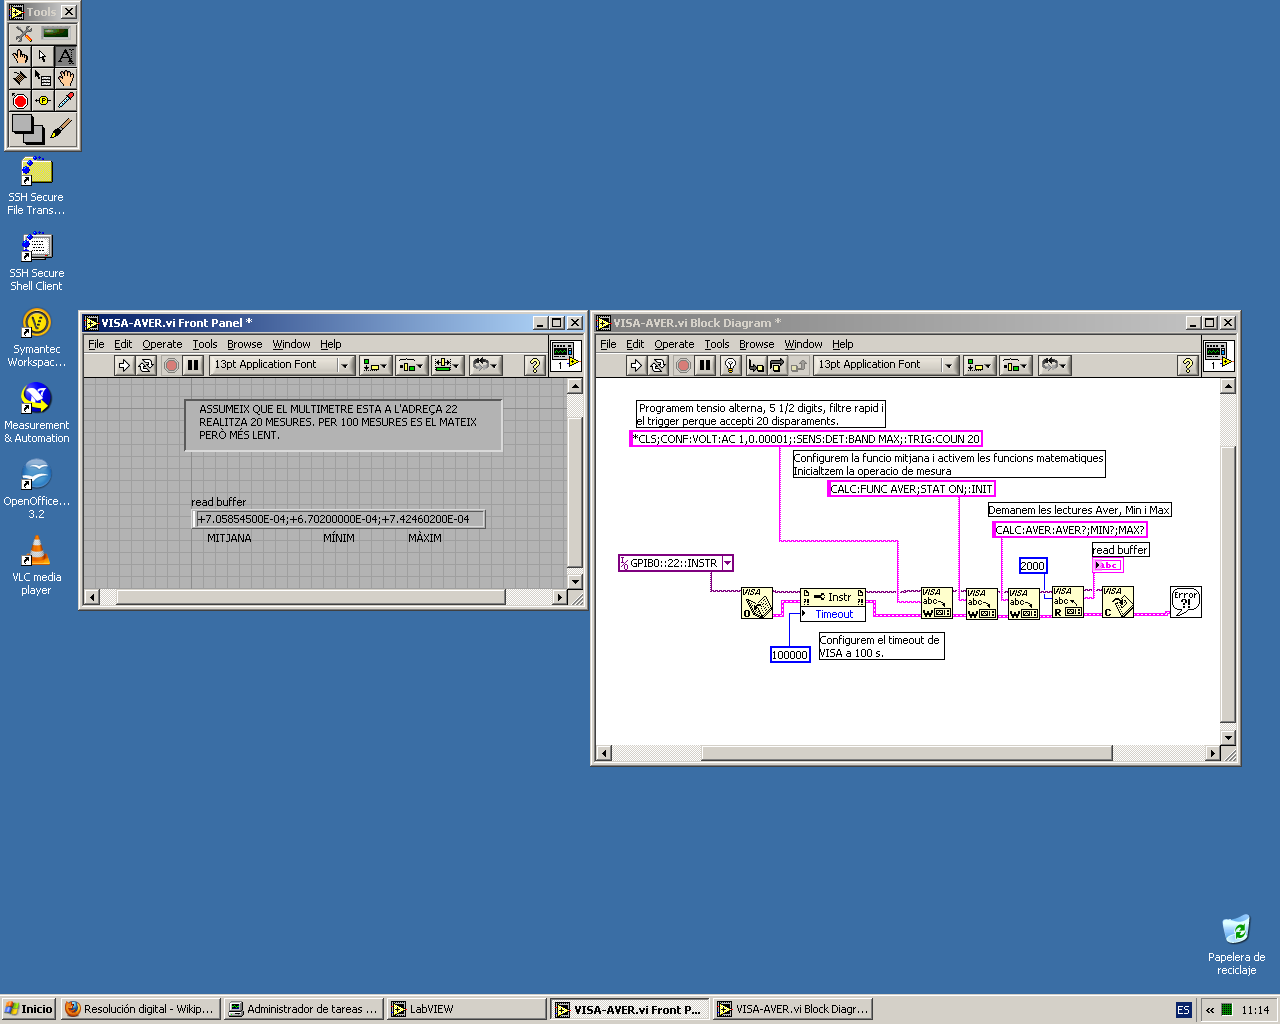 Tools
SSH Secure
File Trans...
SSH Secure
Shell Client
Symantec
Workspac...
Measurement
& Automation
OpenOffice....
3.2
VLC media
player
VISA-AVER.vi Front Panel *
File Edit Operate Tools Browse Window Help
13pt Application Font
1
ASSUMEIX QUE EL MULTIMETRE ESTA A L'ADREÇA 22
REALITZA 20 MESURES. PER 100 MESURES ES EL MATEIX
PERÒ MÉS LENT.
read buffer
+7.05854500E-04;+6.70200000E-04;+7.42460200E-04
MITJANA MÍNIM MÀXIM
VISA-AVER.vi Block Diagram *
File Edit Operate Tools Browse Window Help
13pt Application Font
1
Programem tensio alterna, 5 1/2 digits, filtre rapid i
el trigger perque accepti 20 disparaments.
*CLS;CONF:VOLT:AC 1,0.00001;:SENS:DET:BAND MAX;:TRIG:COUN 20
Configurem la funcio mitjana i activem les funcions matematiques
Inicialtzem la operacio de mesura
CALC:FUNC AVER;STAT ON;:INIT
Demanem les lectures Aver, Min i Max
CALC:AVER:AVER?;MIN?;MAX?
read buffer
abc
2000
GPIB0::22::INSTR
VISA
O
Instr
Timeout
VISA
abc
W
VISA
abc
W
VISA
abc
W
VISA
abc
R
VISA
C
Error
?!
100000
Configurem el timeout de
VISA a 100 s.
Papelera de
reciclaje
Inicio
Resolución digital - Wikip...
Administrador de tareas ...
LabVIEW
VISA-AVER.vi Front P...
VISA-AVER.vi Block Diagr...
ES
«
11:14